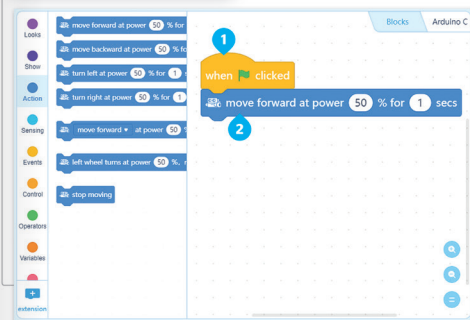 Looks
Show
Action
Sensing
Events
Control
Operators
Variables
extension
move forward at power 50 % for
move backward at power 50 % fo
turn left at power 50 % for 1
turn right at power 50 % for 1
move forward at power 50 %
left wheel turns at power 50 %,
stop moving
Blocks
Arduino C
1
when clicked
move forward at power 50 % for 1 secs
2